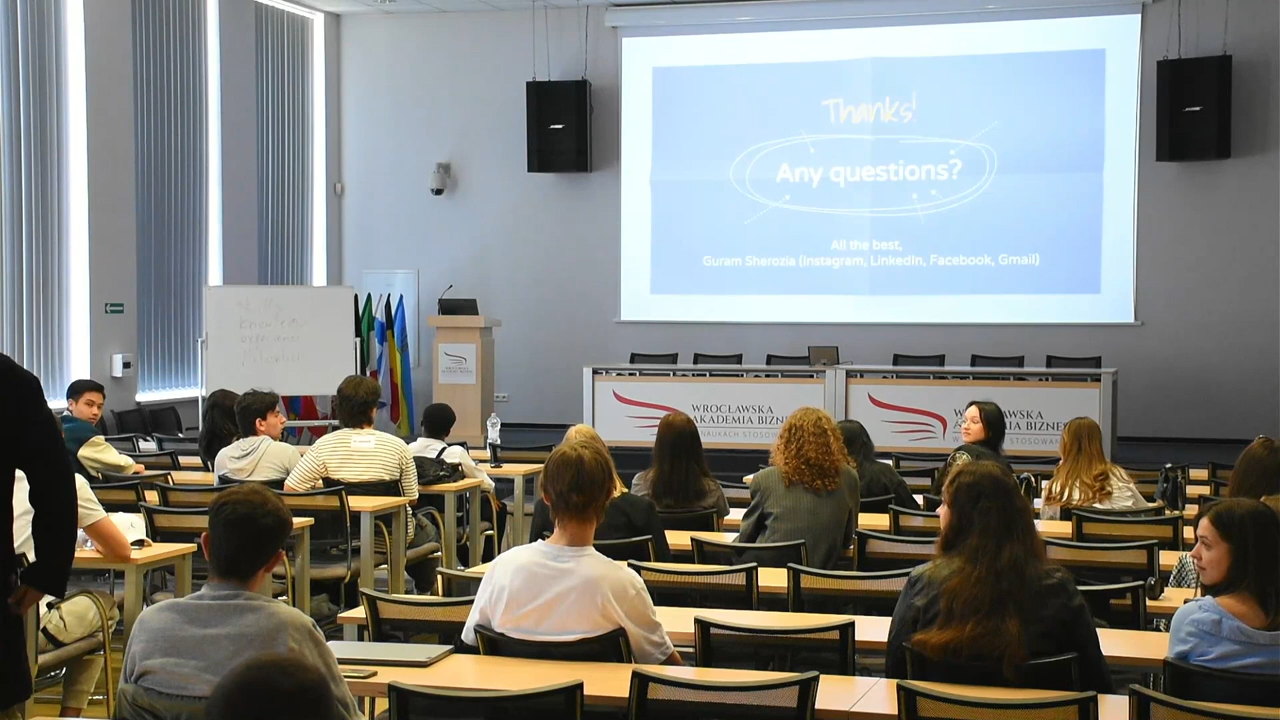 Thanks!
Any questions?
All the best,
Guram Sherozia (Instagram, LinkedIn, Facebook, Gmail)
WROCŁAWSKA
AKADEMIA BIZNE
NAUKACH STOSOWA
WROCŁAWSKA
AKADEMIA BIZNE
STOSOWA